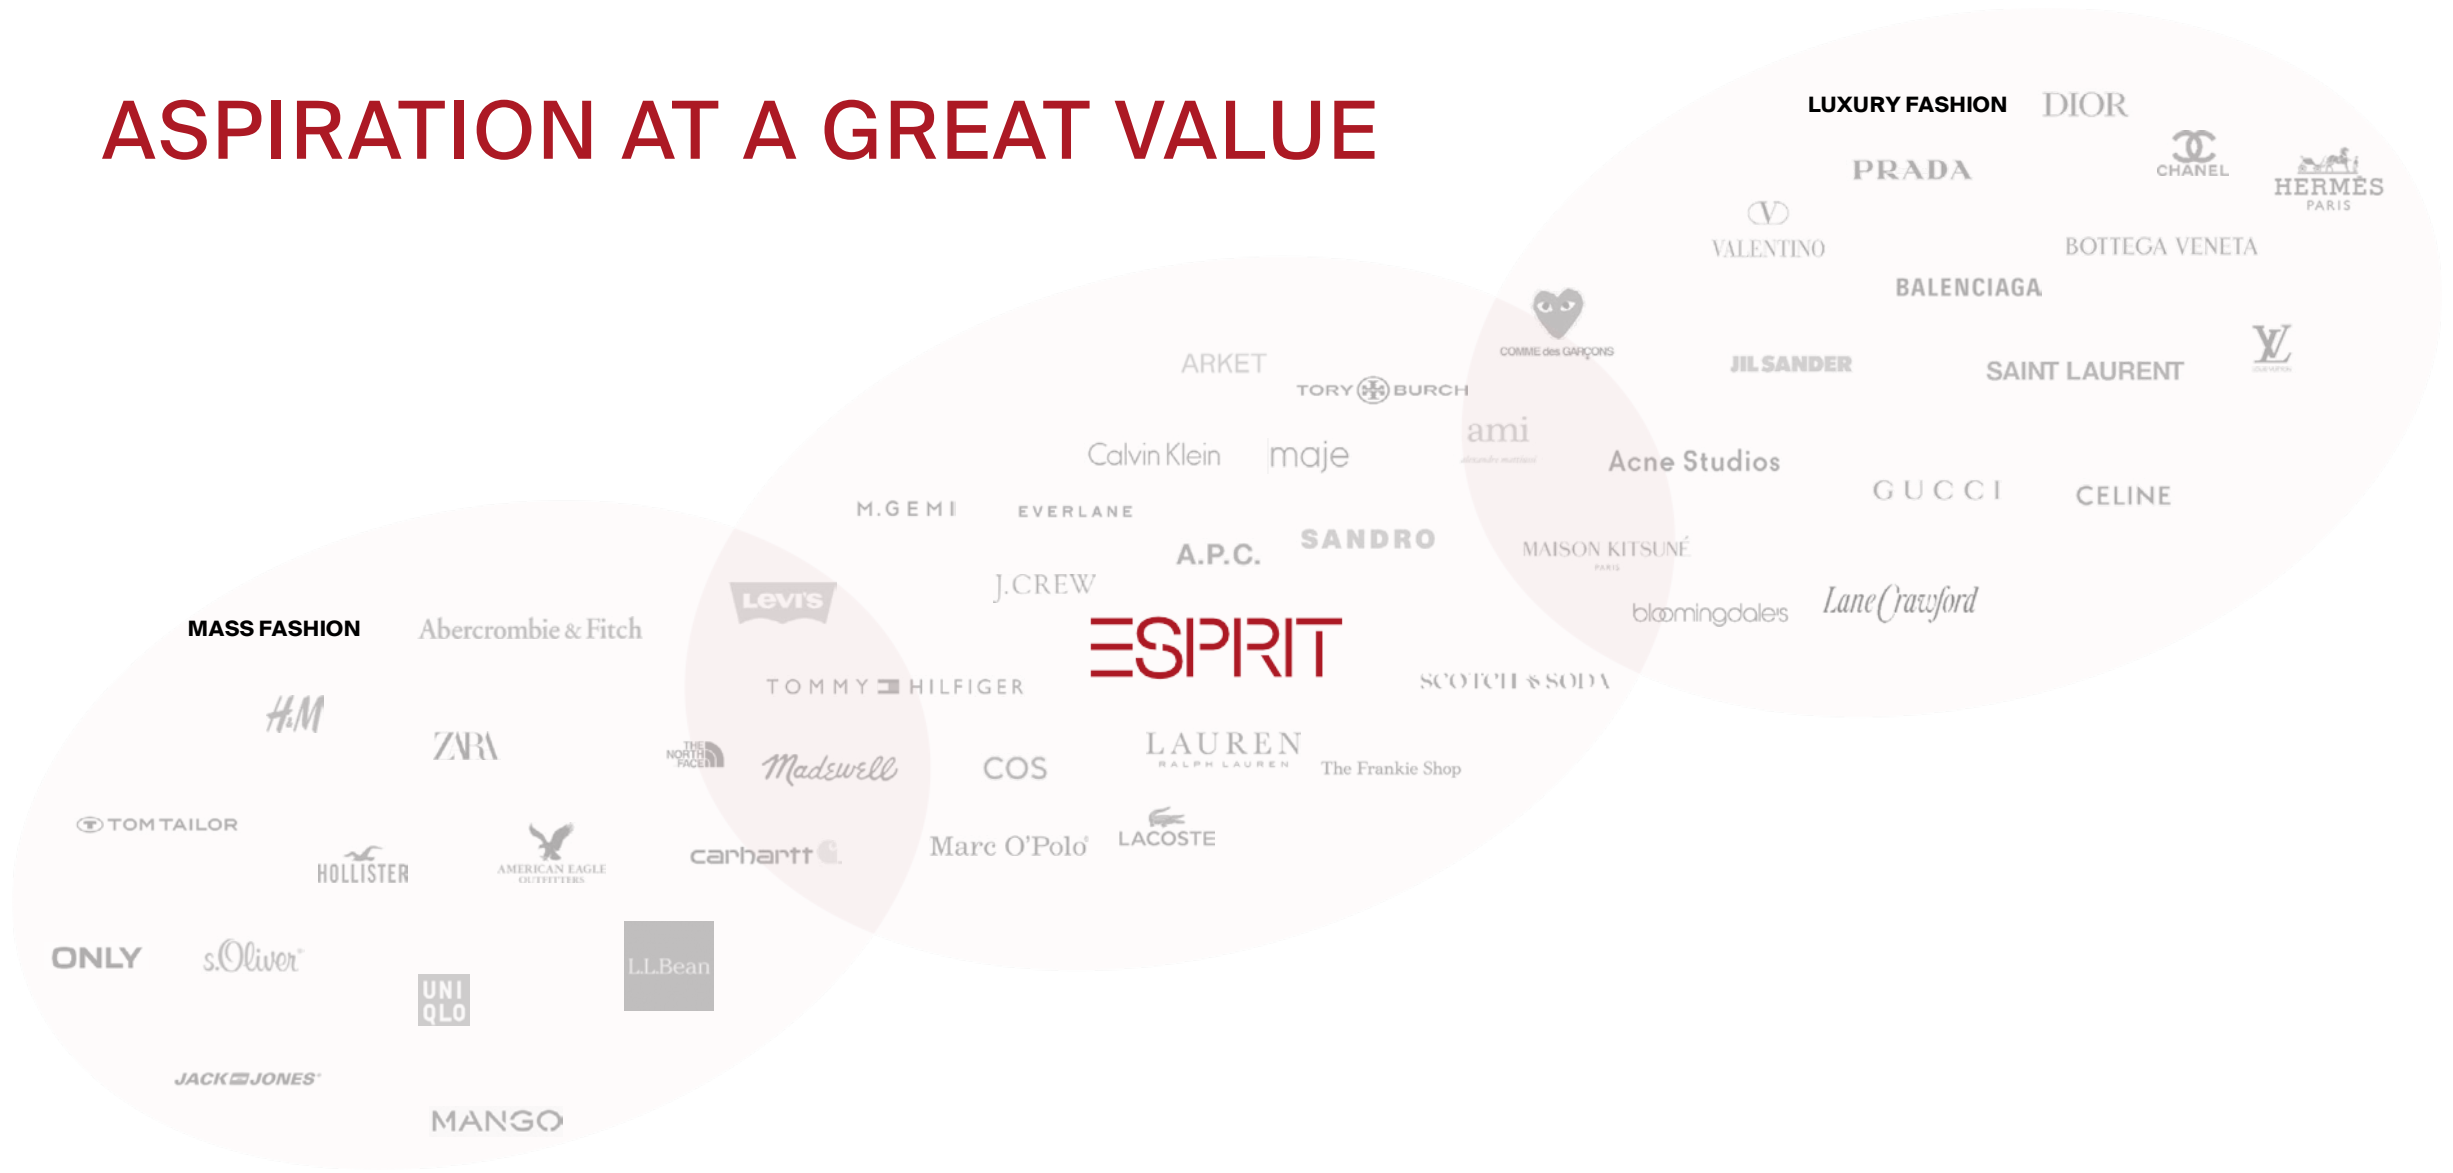 ASPIRATION AT A GREAT VALUE
LUXURY FASHION
DIOR
PRADA
CHANEL
HERMÈS
PARIS
V
VALENTINO
BOTTEGA VENETA
BALENCIAGA
COMME des GARÇONS
JIL SANDER
SAINT LAURENT
LV
ARKET
TORY BURCH
ami
Calvin Klein
maje
Acne Studios
GUCCI
CELINE
M.GEMI
EVERLANE
A.P.C.
SANDRO
MAISON KITSUNÉ
PARIS
J.CREW
bloomingdale's
Lane Crawford
LEVI'S
MASS FASHION
Abercrombie & Fitch
ESPRIT
TOMMY HILFIGER
SCOTCH & SODA
H&M
ZARA
THE
NORTH
FACE
Madewell
COS
LAUREN
RALPH LAUREN
The Frankie Shop
TOM TAILOR
HOLLISTER
AMERICAN EAGLE
OUTFITTERS
carhartt
Marc O'Polo®
LACOSTE
ONLY
s.Oliver®
UNI
QLO
L.L.Bean
JACK JONES®
MANGO